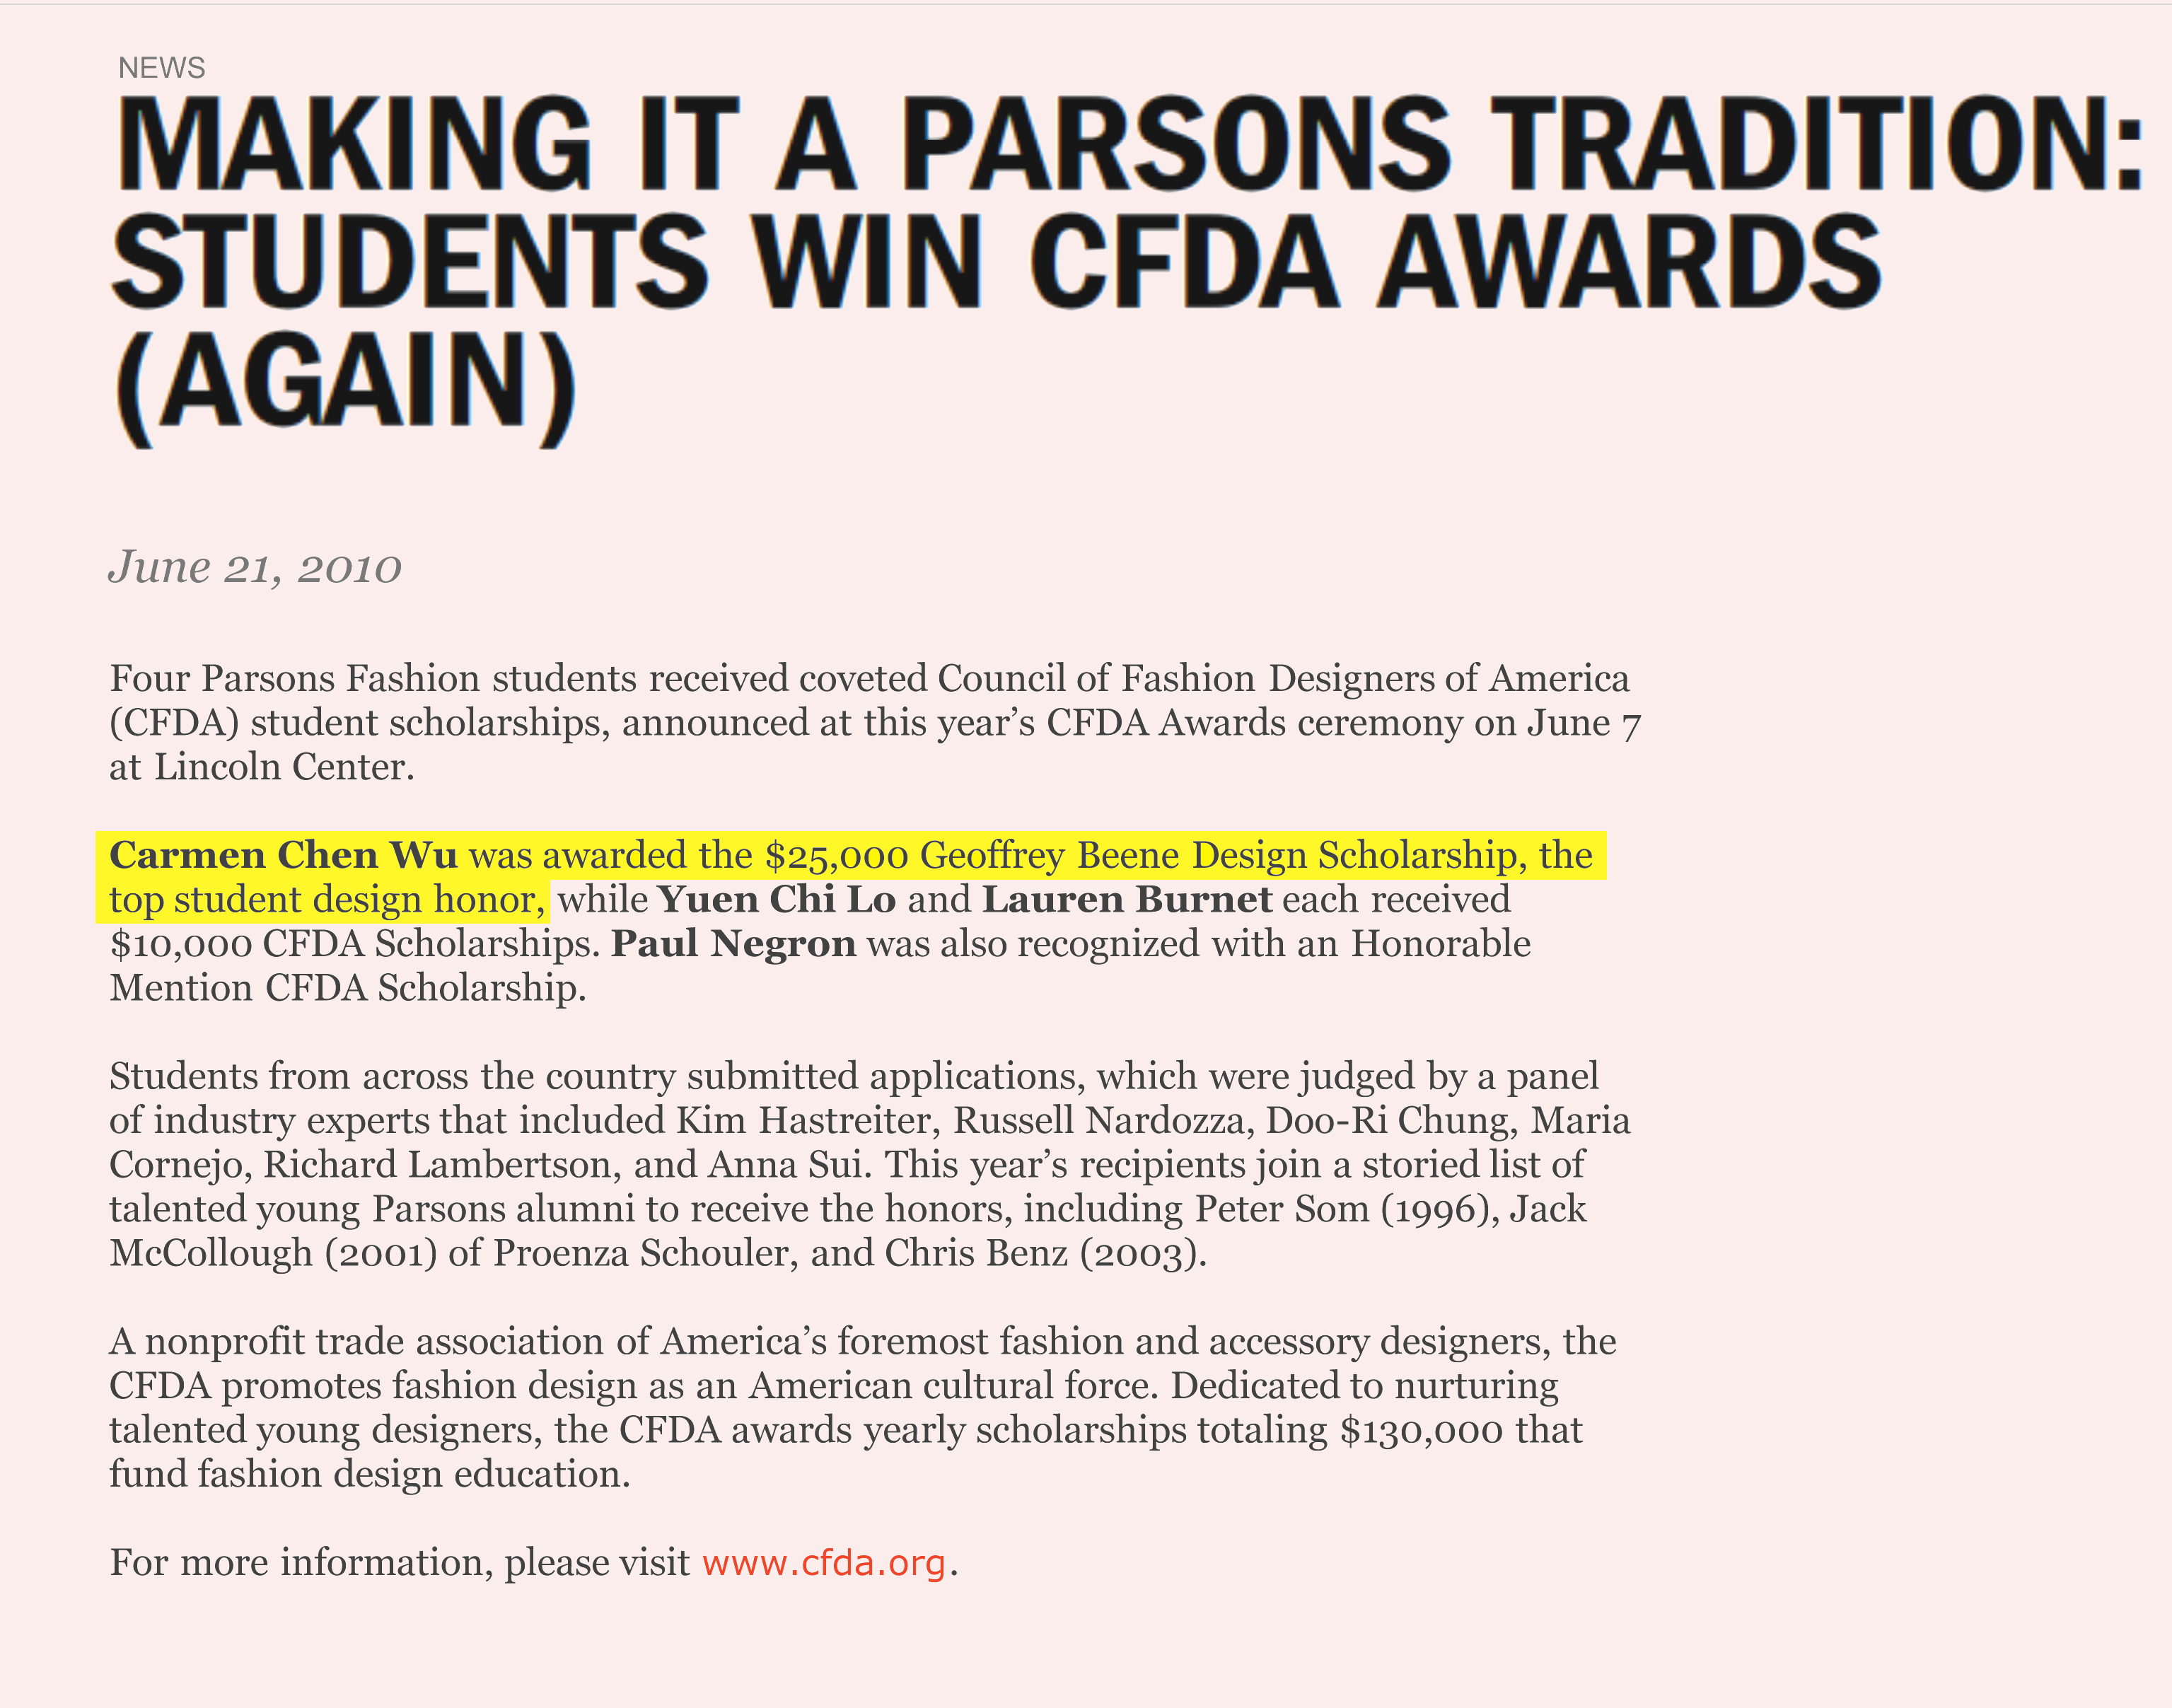 NEWS
MAKING IT A PARSONS TRADITION:
STUDENTS WIN CFDA AWARDS
(AGAIN)
June 21, 2010
Four Parsons Fashion students received coveted Council of Fashion Designers of America
(CFDA) student scholarships, announced at this year’s CFDA Awards ceremony on June 7
at Lincoln Center.
Carmen Chen Wu was awarded the $25,000 Geoffrey Beene Design Scholarship, the
top student design honor, while Yuen Chi Lo and Lauren Burnet each received
$10,000 CFDA Scholarships. Paul Negron was also recognized with an Honorable
Mention CFDA Scholarship.
Students from across the country submitted applications, which were judged by a panel
of industry experts that included Kim Hastreiter, Russell Nardozza, Doo-Ri Chung, Maria
Cornejo, Richard Lambertson, and Anna Sui. This year’s recipients join a storied list of
talented young Parsons alumni to receive the honors, including Peter Som (1996), Jack
McCollough (2001) of Proenza Schouler, and Chris Benz (2003).
A nonprofit trade association of America’s foremost fashion and accessory designers, the
CFDA promotes fashion design as an American cultural force. Dedicated to nurturing
talented young designers, the CFDA awards yearly scholarships totaling $130,000 that
fund fashion design education.
For more information, please visit www.cfda.org.